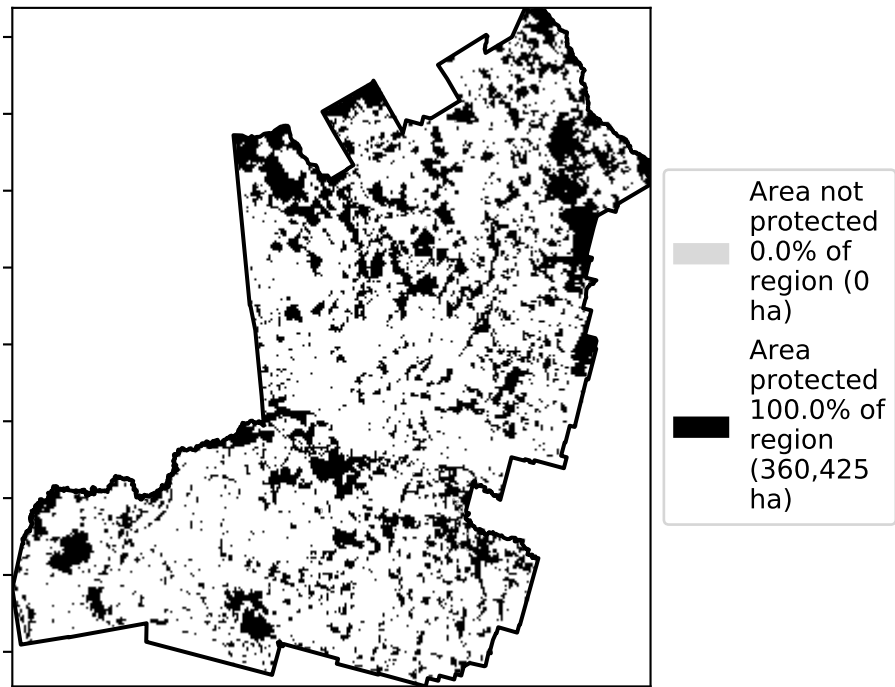 Area not
protected
0.0% of
region (0
ha)
Area
protected
100.0% of
region
(360,425
ha)